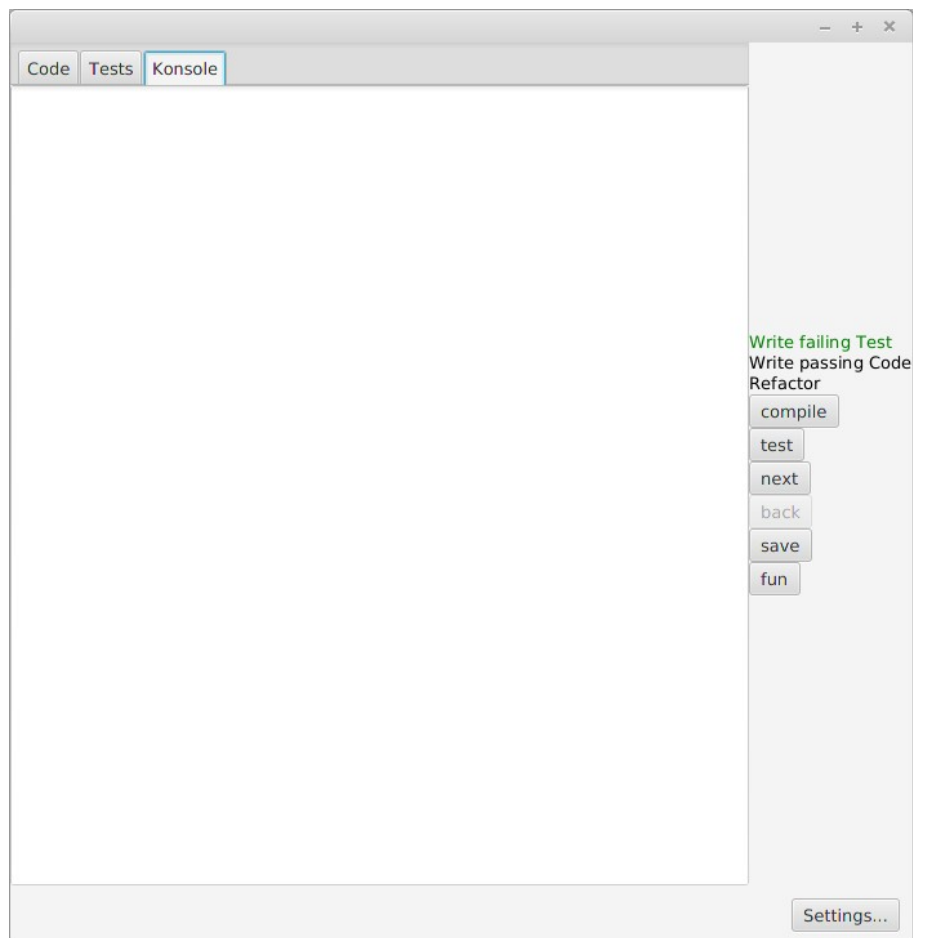 Code Tests Konsole
Write failing Test
Write passing Code
Refactor
compile
test
next
back
save
fun
Settings...